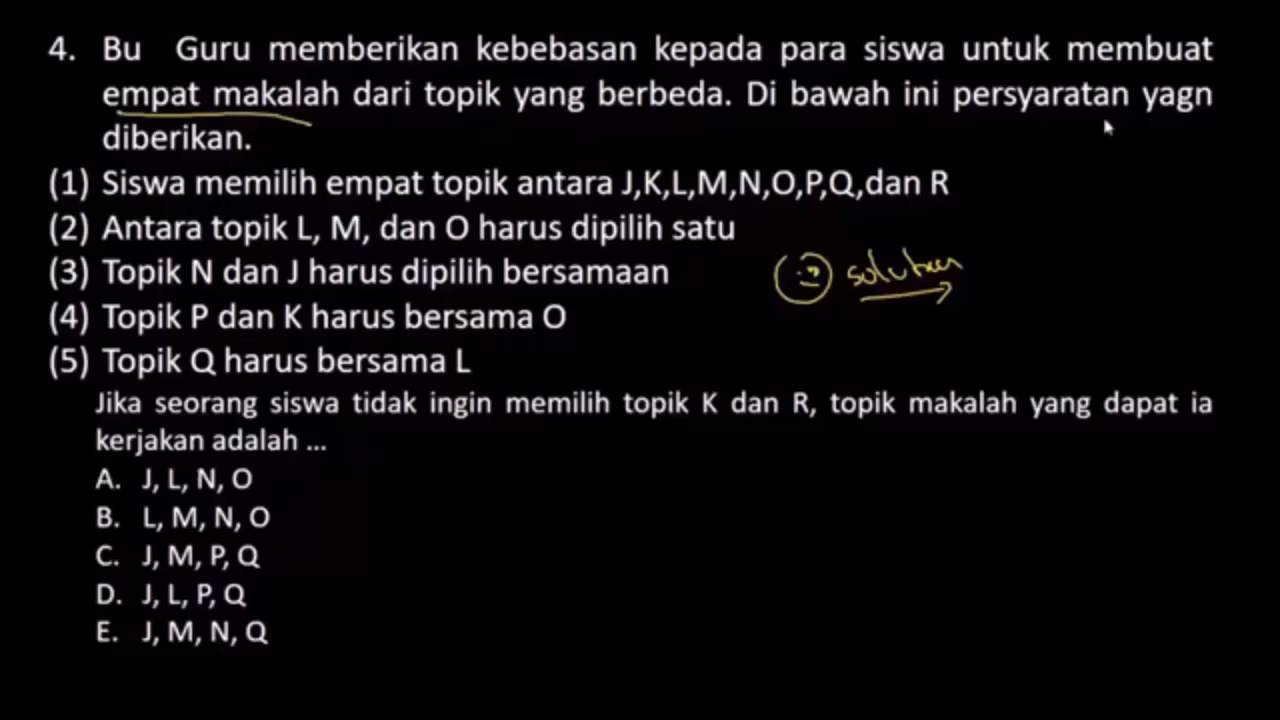 4. Bu Guru memberikan kebebasan kepada para siswa untuk membuat
empat makalah dari topik yang berbeda. Di bawah ini persyaratan yagn
diberikan.
(1) Siswa memilih empat topik antara J,K,L,M,N,O,P,Q,dan R
(2) Antara topik L, M, dan O harus dipilih satu
(3) Topik N dan J harus dipilih bersamaan
solution
(4) Topik P dan K harus bersama O
(5) Topik Q harus bersama L
Jika seorang siswa tidak ingin memilih topik K dan R, topik makalah yang dapat ia
kerjakan adalah ...
A. J, L, N, O
B. L, M, N, O
C. J, M, P, Q
D. J, L, P, Q
E. J, M, N, Q